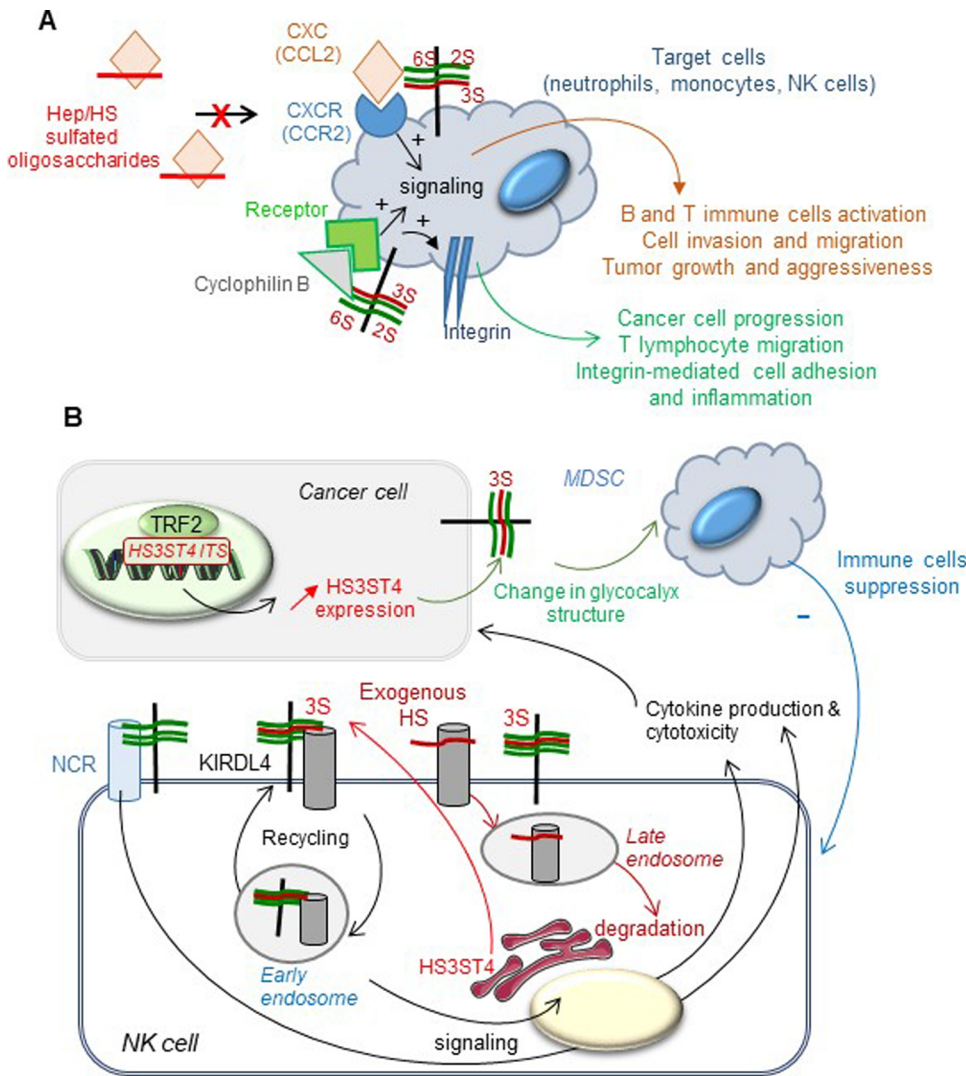 A
CXC
(CCL2)
6S
2S
3S
Target cells
(neutrophils, monocytes, NK cells)
Hep/HS
sulfated
oligosaccharides
X
CXCR
(CCR2)
+
signaling
Receptor
+
+
Cyclophilin B
3S
6S
2S
Integrin
B and T immune cells activation
Cell invasion and migration
Tumor growth and aggressiveness
Cancer cell progression
T lymphocyte migration
Integrin-mediated cell adhesion
and inflammation
B
Cancer cell
3S
MDSC
TRF2
HS3ST4 ITS
HS3ST4
expression
Change in glycocalyx
structure
Immune cells
suppression
–
Exogenous
HS
3S
3S
Cytokine production &
cytotoxicity
NCR
KIRDL4
Recycling
Late
endosome
degradation
HS3ST4
Early
endosome
signaling
NK cell